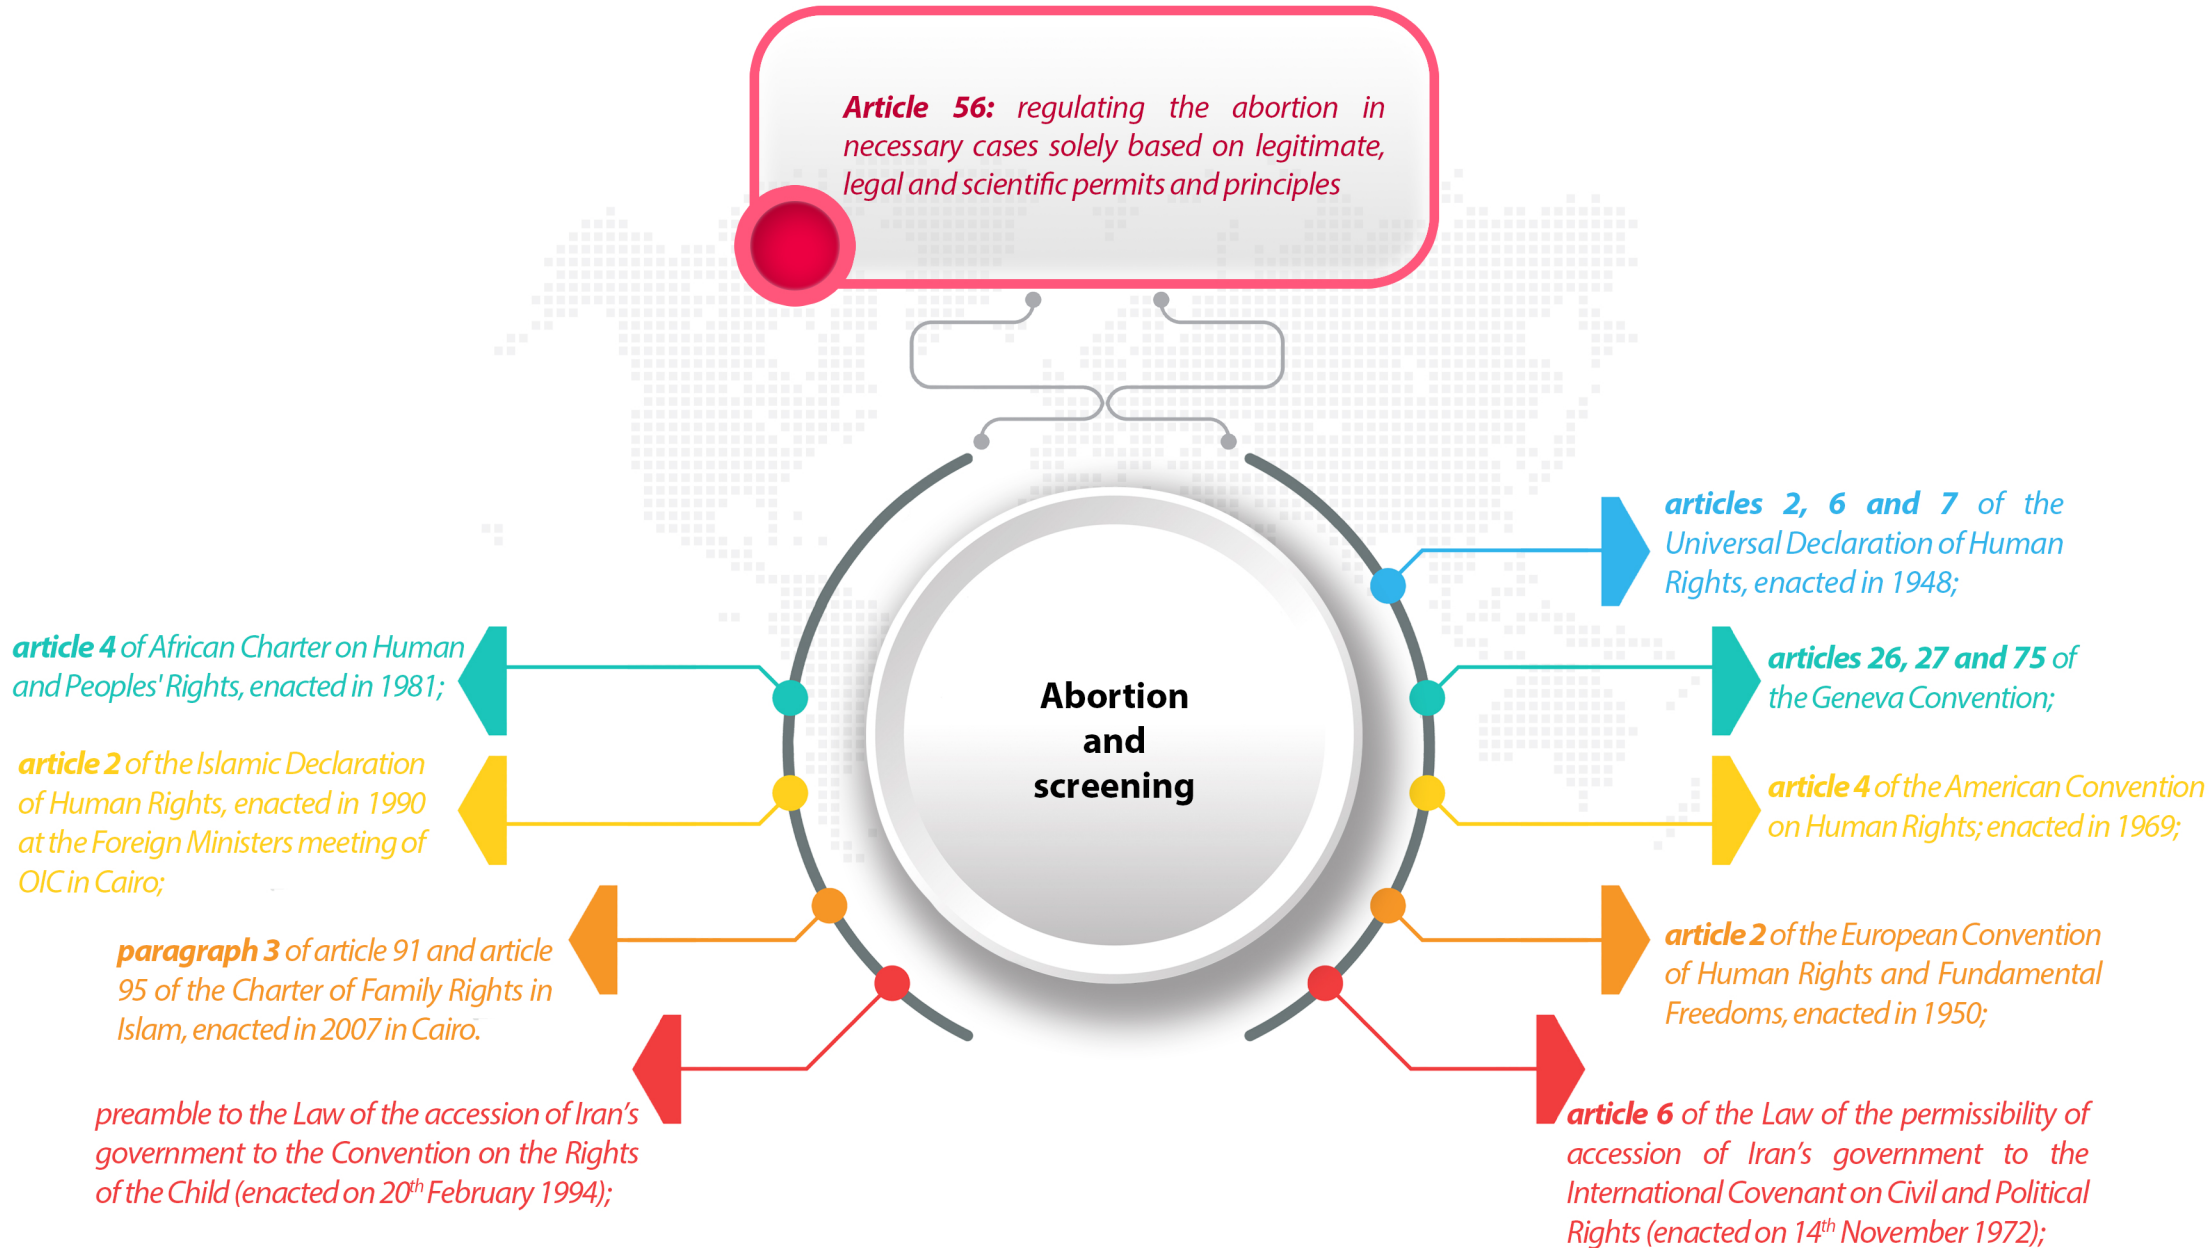 Article 56: regulating the abortion in
necessary cases solely based on legitimate,
legal and scientific permits and principles
Abortion
and
screening
articles 2, 6 and 7 of the
Universal Declaration of Human
Rights, enacted in 1948;
articles 26, 27 and 75 of
the Geneva Convention;
article 4 of the American Convention
on Human Rights; enacted in 1969;
article 2 of the European Convention
of Human Rights and Fundamental
Freedoms, enacted in 1950;
article 6 of the Law of the permissibility of
accession of Iran's government to the
International Covenant on Civil and Political
Rights (enacted on 14th November 1972);
article 4 of African Charter on Human
and Peoples' Rights, enacted in 1981;
article 2 of the Islamic Declaration
of Human Rights, enacted in 1990
at the Foreign Ministers meeting of
OIC in Cairo;
paragraph 3 of article 91 and article
95 of the Charter of Family Rights in
Islam, enacted in 2007 in Cairo.
preamble to the Law of the accession of Iran's
government to the Convention on the Rights
of the Child (enacted on 20th February 1994);